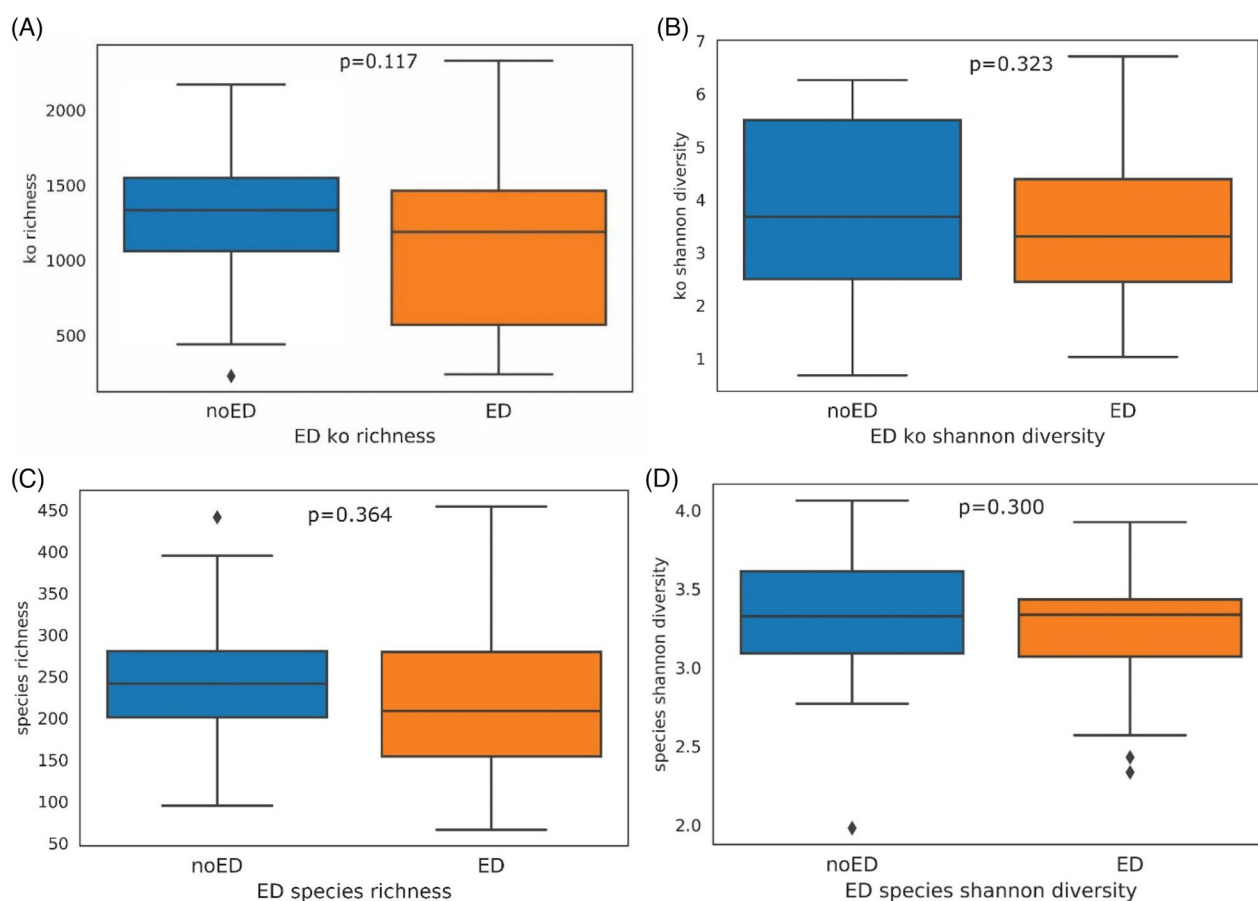 (A)
p=0.117
ko richness
2000
1500
1000
500
noED
ED
ED ko richness
(B)
p=0.323
ko shannon diversity
7
6
5
4
3
2
1
noED
ED
ED ko shannon diversity
(C)
p=0.364
species richness
450
400
350
300
250
200
150
100
50
noED
ED
ED species richness
(D)
p=0.300
species shannon diversity
4.0
3.5
3.0
2.5
2.0
noED
ED
ED species shannon diversity